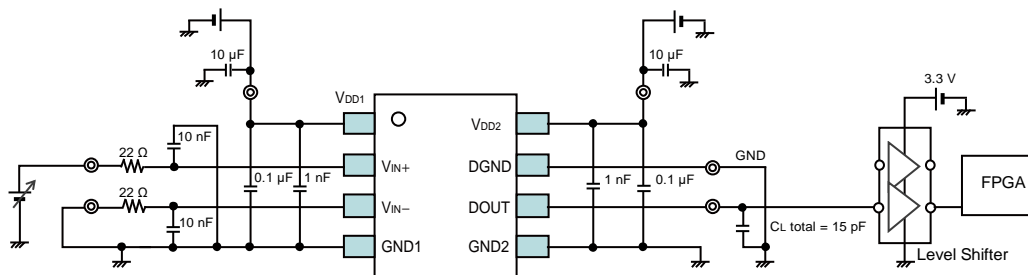 10 µF
10 µF
3.3 V
VDD1
VDD2
10 nF
22 Ω
VIN+
DGND
GND
0.1 µF
1 nF
1 nF
0.1 µF
FPGA
22 Ω
VIN−
DOUT
10 nF
CL total = 15 pF
GND1
GND2
Level Shifter